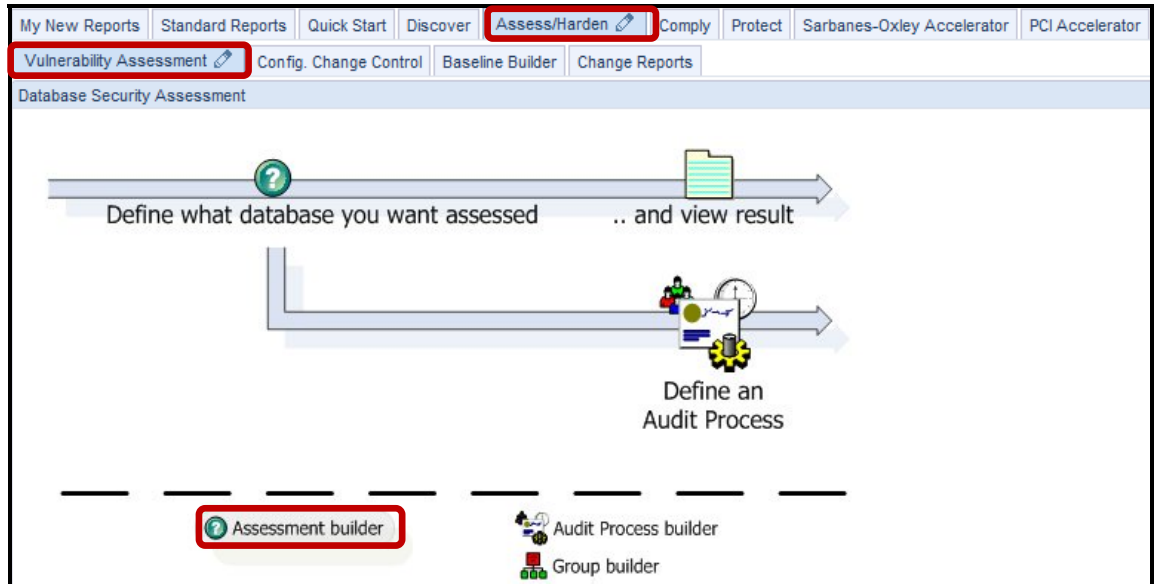 My New Reports Standard Reports Quick Start Discover Assess/Harden Comply Protect Sarbanes-Oxley Accelerator PCI Accelerator
Vulnerability Assessment Config. Change Control Baseline Builder Change Reports
Database Security Assessment
Define what database you want assessed .. and view result
Define an
Audit Process
Assessment builder Audit Process builder
Group builder